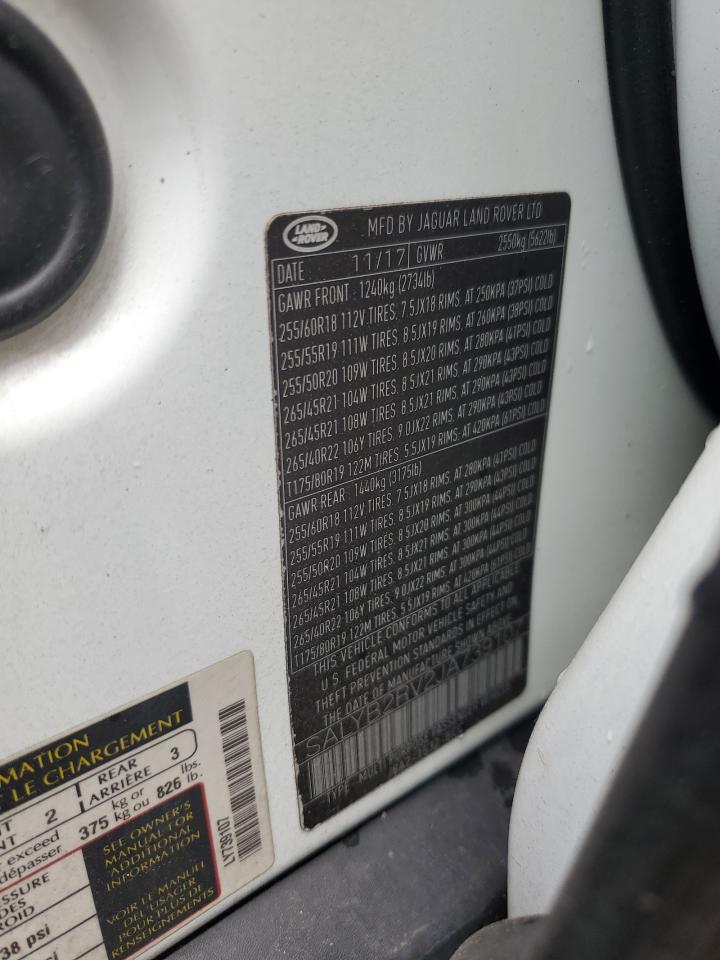 LAND ROVER
MFD BY JAGUAR LAND ROVER LTD
DATE 11/17 GVWR 2550kg (5622lb)
GAWR FRONT : 1240kg (2734lb)
255/60R18 112V TIRES, 7.5JX18 RIMS, AT 250KPA (37PSI) COLD
255/55R19 111W TIRES, 8.5JX19 RIMS, AT 260KPA (38PSI) COLD
255/50R20 109W TIRES, 8.5JX20 RIMS, AT 280KPA (41PSI) COLD
265/45R21 104W TIRES, 8.5JX21 RIMS, AT 290KPA (43PSI) COLD
265/45R21 108W TIRES, 8.5JX21 RIMS, AT 290KPA (43PSI) COLD
265/40R22 106Y TIRES, 9.0JX22 RIMS, AT 290KPA (43PSI) COLD
T175/80R19 122M TIRES, 5.5JX19 RIMS, AT 420KPA (61PSI) COLD
GAWR REAR : 1440kg (3175lb)
255/60R18 112V TIRES, 7.5JX18 RIMS, AT 280KPA (41PSI) COLD
255/55R19 111W TIRES, 8.5JX19 RIMS, AT 290KPA (43PSI) COLD
255/50R20 109W TIRES, 8.5JX20 RIMS, AT 300KPA (44PSI) COLD
265/45R21 104W TIRES, 8.5JX21 RIMS, AT 300KPA (44PSI) COLD
265/45R21 108W TIRES, 8.5JX21 RIMS, AT 300KPA (44PSI) COLD
265/40R22 106Y TIRES, 9.0JX22 RIMS, AT 300KPA (44PSI) COLD
T175/80R19 122M TIRES, 5.5JX19 RIMS, AT 420KPA (61PSI) COLD
THIS VEHICLE CONFORMS TO ALL APPLICABLE
U.S. FEDERAL MOTOR VEHICLE SAFETY AND
THEFT PREVENTION STANDARDS IN EFFECT ON
THE DATE OF MANUFACTURE SHOWN ABOVE
SALYB2RV2JA739107
TYPE:
RMATION
LE CHARGEMENT
2 REAR 3
ARRIÈRE
exceed 375 kg or 826 lbs.
dépasser kg ou lb.
SEE OWNER'S
MANUAL FOR
ADDITIONAL
INFORMATION
VOIR LE MANUEL
DE L'USAGER
POUR PLUS DE
RENSEIGNEMENTS
38 psi
LY739107